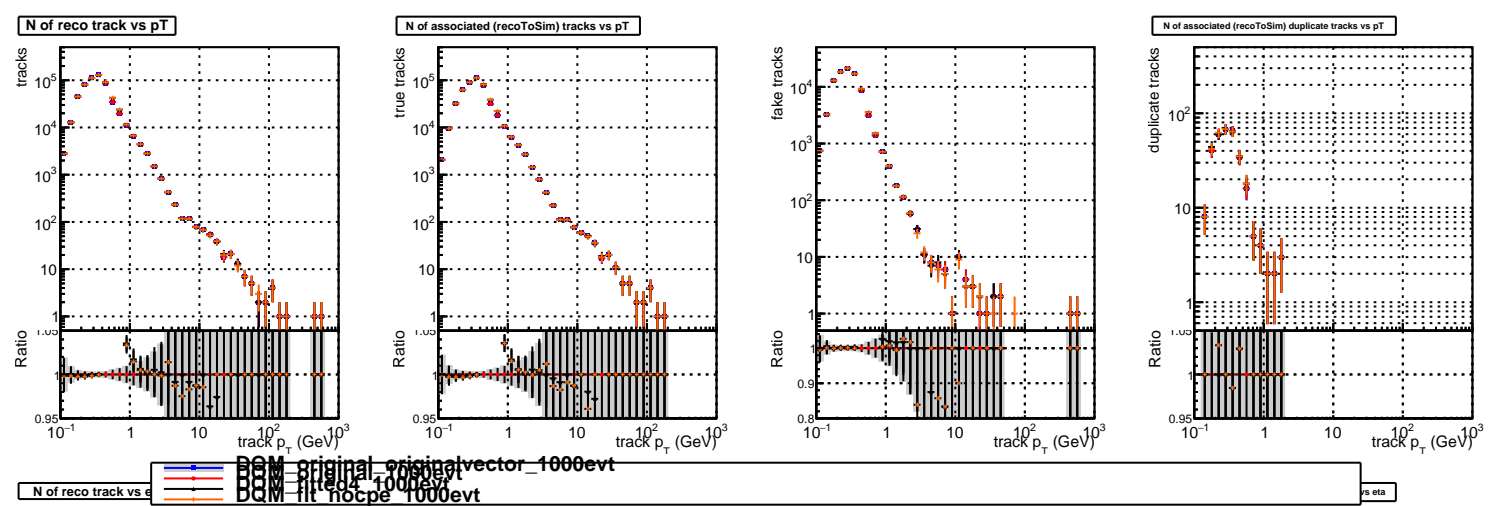 N of reco track vs pT
N of associated (recoToSim) tracks vs pT
N of associated (recoToSim) duplicate tracks vs pT
tracks
10^5
10^4
10^3
10^2
10
1
Ratio
1.05
1
0.95
10^-1 1 10 10^2 10^3
track p_T (GeV)
true tracks
10^5
10^4
10^3
10^2
10
1
Ratio
1.05
1
0.95
10^-1 1 10 10^2 10^3
track p_T (GeV)
fake tracks
10^4
10^3
10^2
10
1
Ratio
1
0.9
0.8
10^-1 1 10 10^2 10^3
track p_T (GeV)
duplicate tracks
10^2
10
1
Ratio
1.05
1
0.95
10^-1 1 10 10^2 10^3
track p_T (GeV)
DQM_original_originalvector_1000evt
DQM_original_1000evt
DQM_fitted4_1000evt
DQM_fit_nocpe_1000evt
N of reco track vs e
vs eta